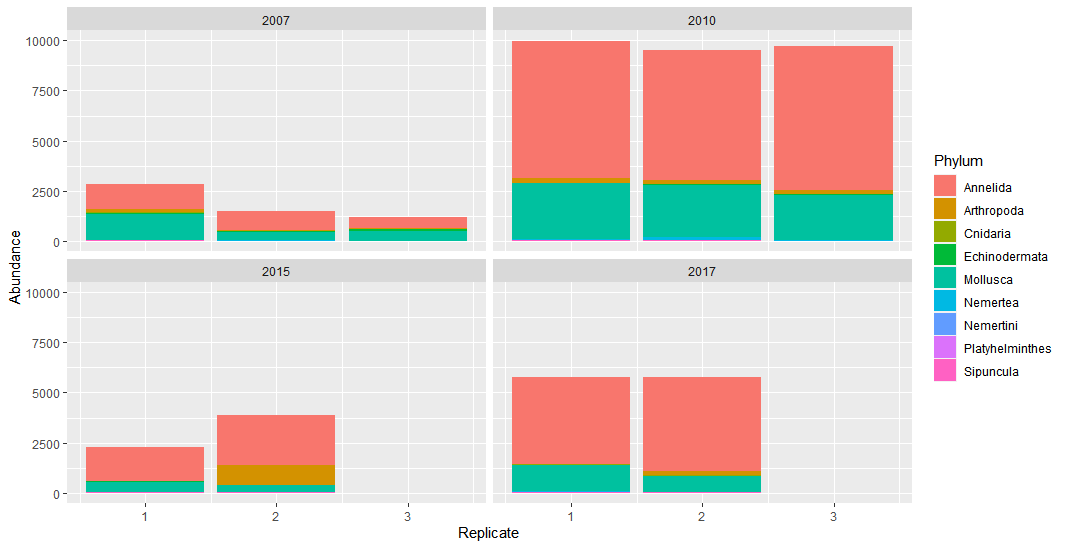 2007
2010
10000
7500
5000
2500
0
2015
2017
10000
7500
5000
2500
0
1
2
3
1
2
3
Replicate
Abundance
Phylum
Annelida
Arthropoda
Cnidaria
Echinodermata
Mollusca
Nemertea
Nemertini
Platyhelminthes
Sipuncula